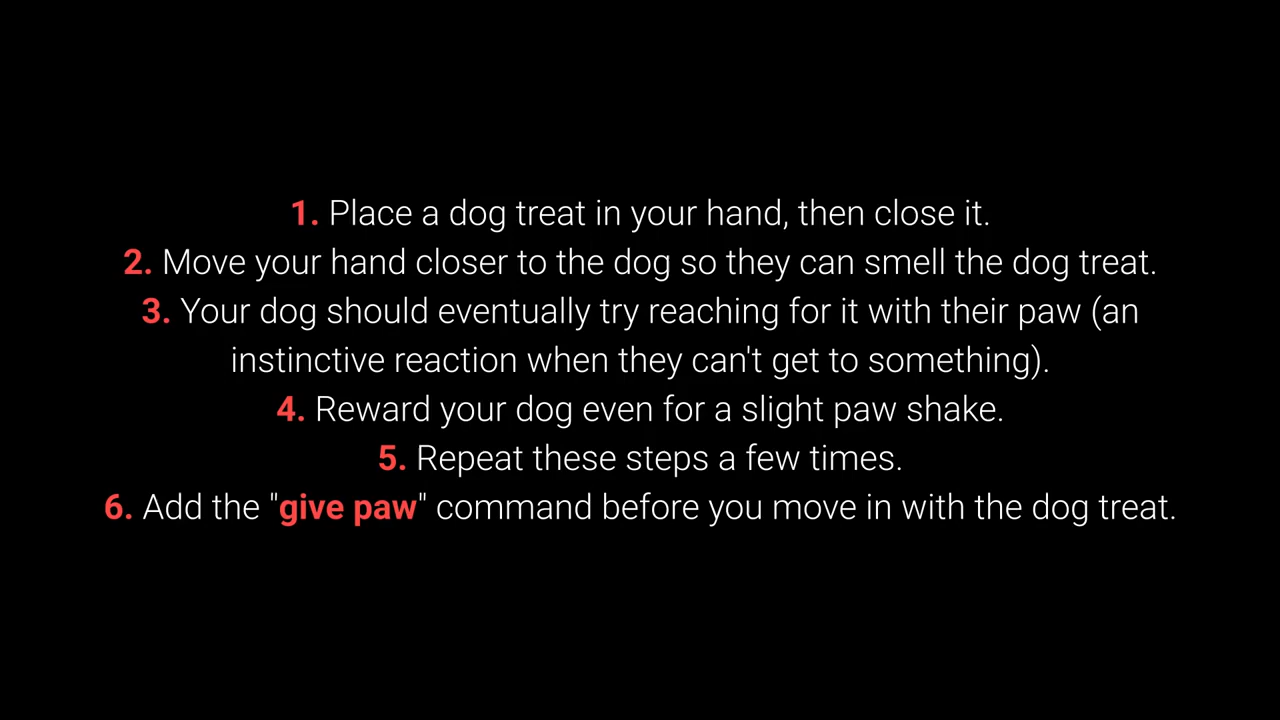 1. Place a dog treat in your hand, then close it.
2. Move your hand closer to the dog so they can smell the dog treat.
3. Your dog should eventually try reaching for it with their paw (an
instinctive reaction when they can't get to something).
4. Reward your dog even for a slight paw shake.
5. Repeat these steps a few times.
6. Add the "give paw" command before you move in with the dog treat.